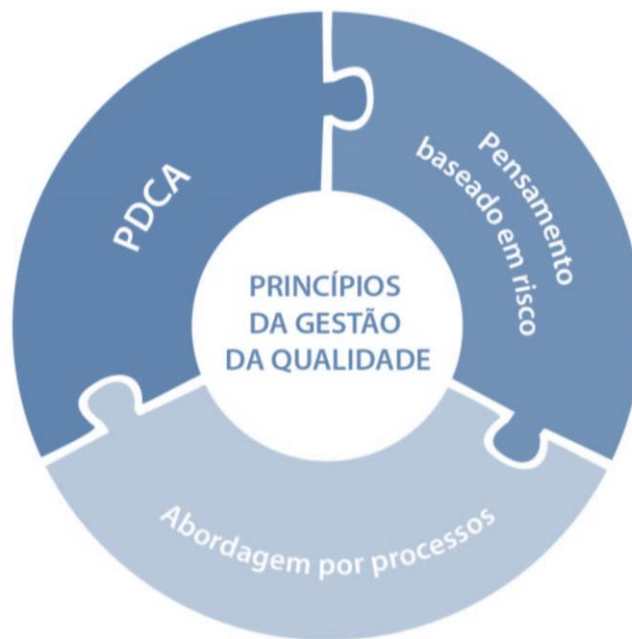 PDCA
Pensamento
baseado em risco
PRINCÍPIOS
DA GESTÃO
DA QUALIDADE
Abordagem por processos